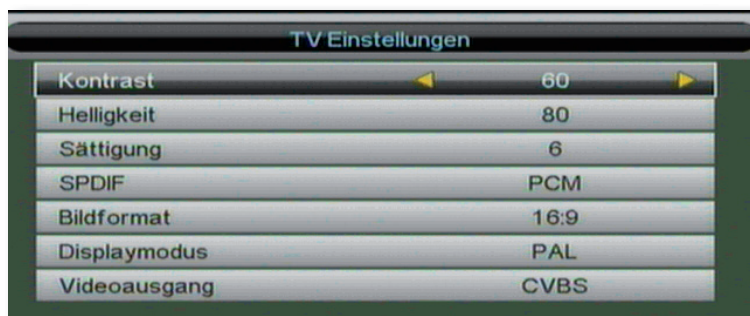 TV Einstellungen
Kontrast 60
Helligkeit 80
Sättigung 6
SPDIF PCM
Bildformat 16:9
Displaymodus PAL
Videoausgang CVBS